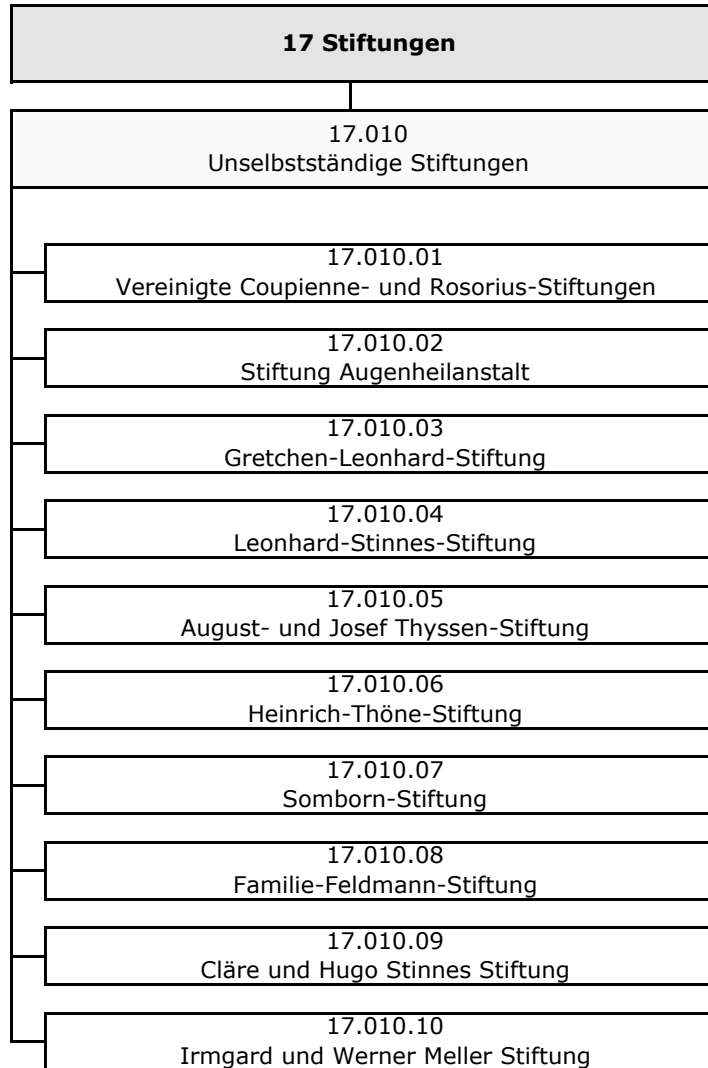 17 Stiftungen
17.010
Unselbstständige Stiftungen
17.010.01
Vereinigte Coupienne- und Rosorius-Stiftungen
17.010.02
Stiftung Augenheilanstalt
17.010.03
Gretchen-Leonhard-Stiftung
17.010.04
Leonhard-Stinnes-Stiftung
17.010.05
August- und Josef Thyssen-Stiftung
17.010.06
Heinrich-Thöne-Stiftung
17.010.07
Somborn-Stiftung
17.010.08
Familie-Feldmann-Stiftung
17.010.09
Cläre und Hugo Stinnes Stiftung
17.010.10
Irmgard und Werner Meller Stiftung